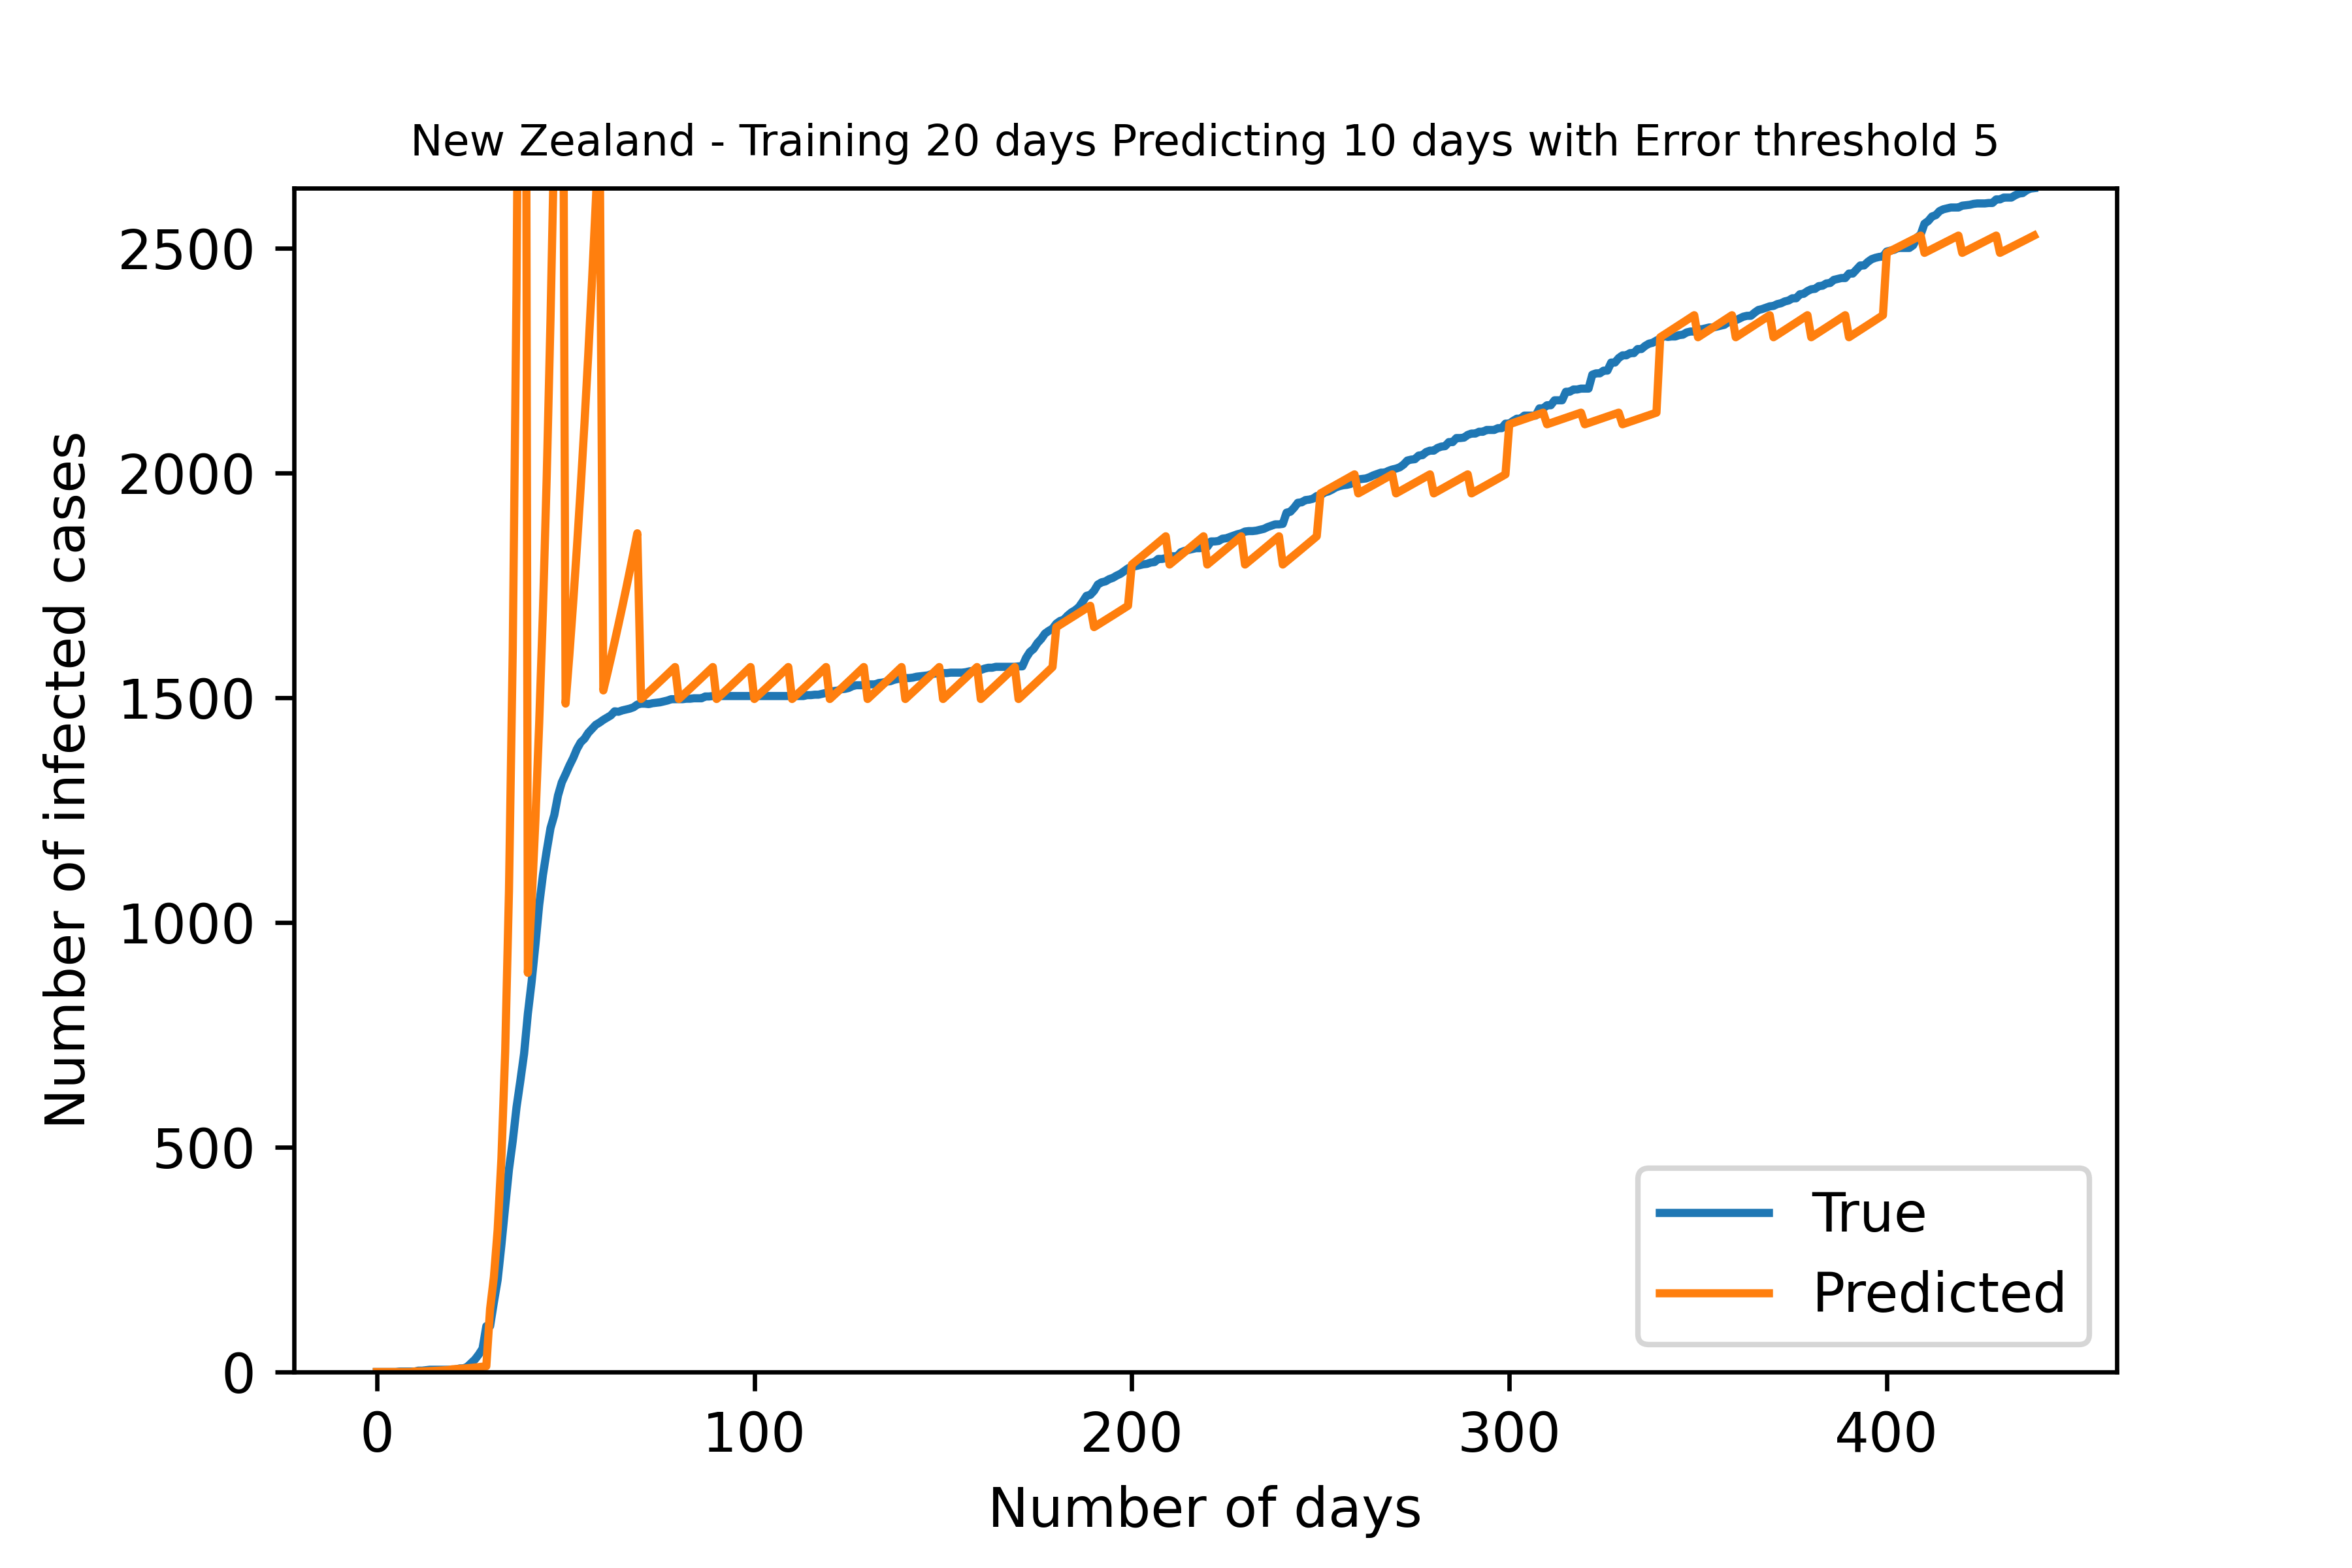 New Zealand - Training 20 days Predicting 10 days with Error threshold 5
2500
2000
1500
1000
500
0
Number of infected cases
True
Predicted
0 100 200 300 400
Number of days